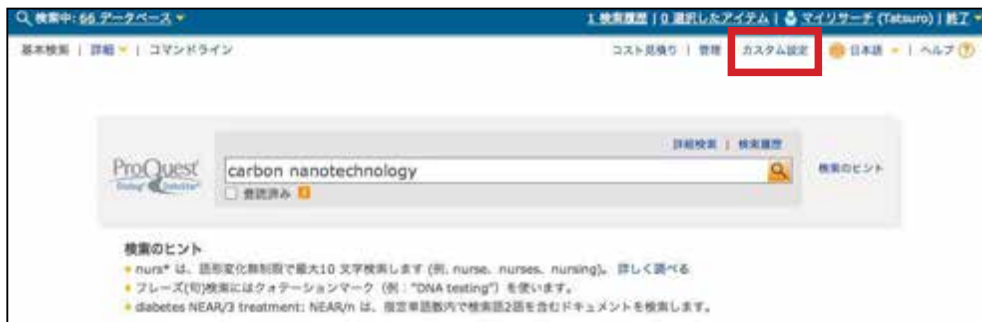 検索中: 66 データベース
1 検索履歴 | 0 選択したアイテム | マイリサーチ (Tatsuro) | 終了
基本検索 | 詳細 | コマンドライン
コスト見積り | 管理 カスタム設定 日本語 | ヘルプ ?
詳細検索 | 検索履歴
ProQuest
carbon nanotechnology
検索のヒント
査読済み
検索のヒント
nurs* は、語形変化無制限で最大10 文字検索します (例, nurse、nurses、nursing)。 詳しく調べる
フレーズ(句)検索にはクォテーションマーク (例:"DNA testing") を使います。
diabetes NEAR/3 treatment: NEAR/n は、指定単語数内で検索語2語を含むドキュメントを検索します。